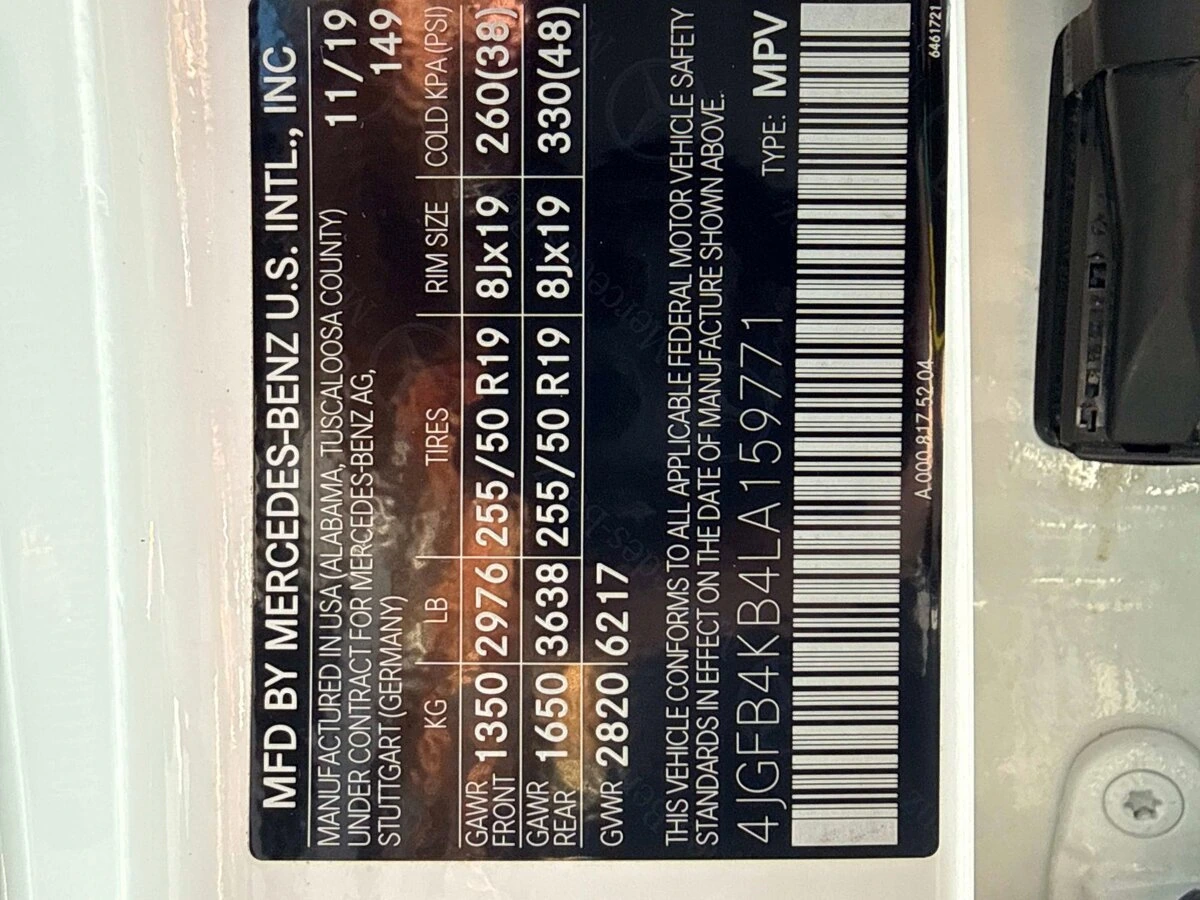 MFD BY MERCEDES-BENZ U.S. INTL., INC
MANUFACTURED IN USA (ALABAMA, TUSCALOOSA COUNTY) 11/19
UNDER CONTRACT FOR MERCEDES-BENZ AG, 149
STUTTGART (GERMANY)
KG LB TIRES RIM SIZE COLD KPA(PSI)
GAWR FRONT 1350 2976 255/50 R19 8Jx19 260(38)
GAWR REAR 1650 3638 255/50 R19 8Jx19 330(48)
GWWR 2820 6217
THIS VEHICLE CONFORMS TO ALL APPLICABLE FEDERAL MOTOR VEHICLE SAFETY
STANDARDS IN EFFECT ON THE DATE OF MANUFACTURE SHOWN ABOVE.
4JGFB4KB4LA159771 TYPE: MPV
A 000 817 52 04 6461721